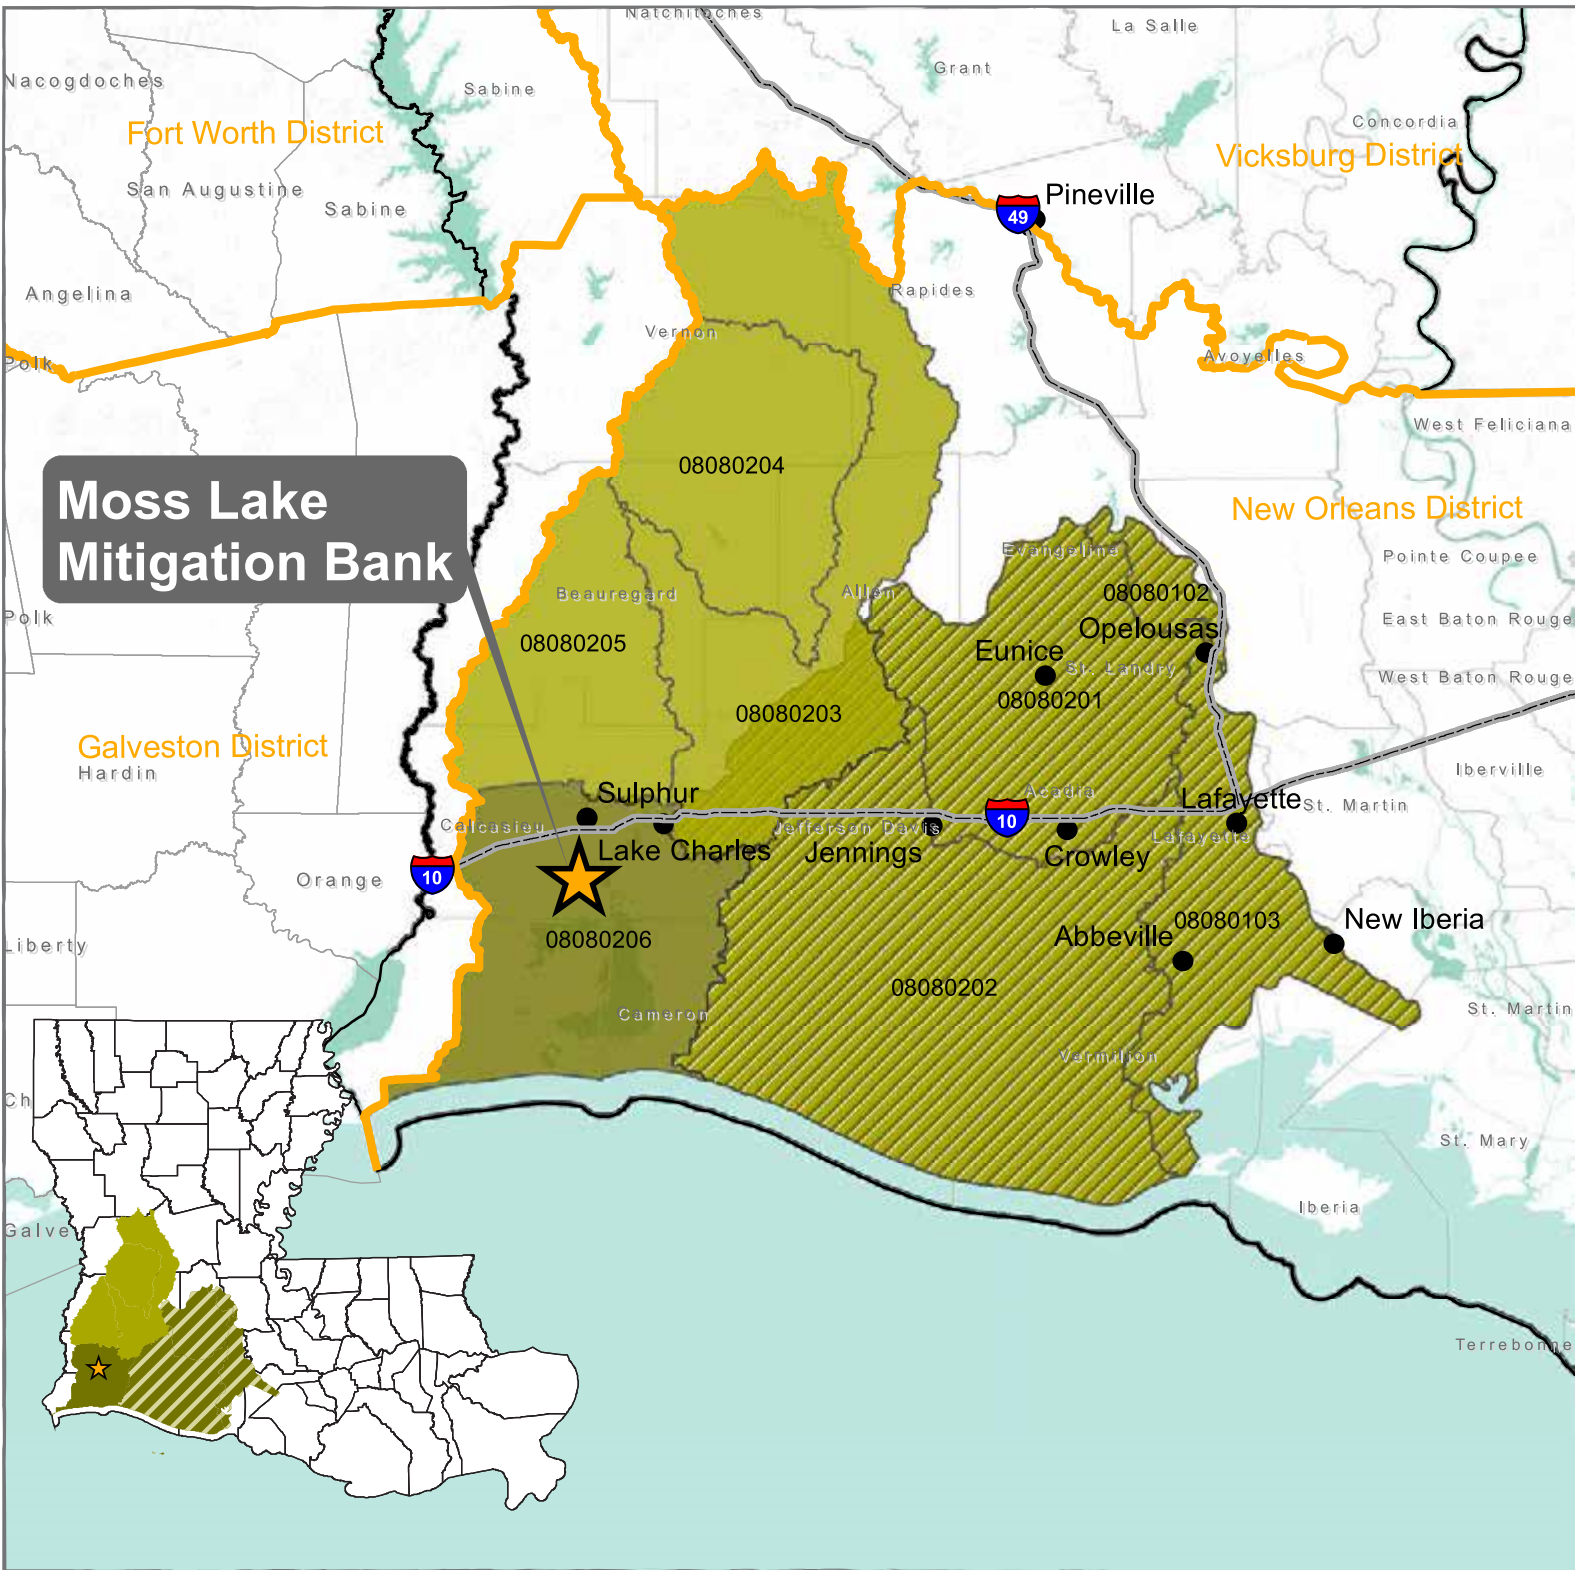 Natchitoches
La Salle
Nacogdoches
Sabine
Grant
Concordia
Fort Worth District
Vicksburg District
San Augustine
Sabine
Pineville
49
Angelina
Rapides
Vernon
Polk
Avoyelles
West Feliciana
08080204
Moss Lake
Mitigation Bank
New Orleans District
Evangeline
Pointe Coupee
Beauregard
Allen
08080102
Polk
East Baton Rouge
Opelousas
08080205
Eunice
St. Landry
West Baton Rouge
08080201
08080203
Galveston District
Hardin
Iberville
Sulphur
Acadia
Lafayette
St. Martin
Calcasieu
Jefferson Davis
10
Lafayette
Lake Charles
Jennings
Crowley
Orange
10
08080103
New Iberia
Liberty
08080206
Abbeville
08080202
Cameron
St. Martin
Vermilion
Ch
St. Mary
Iberia
Galve
Terrebonne